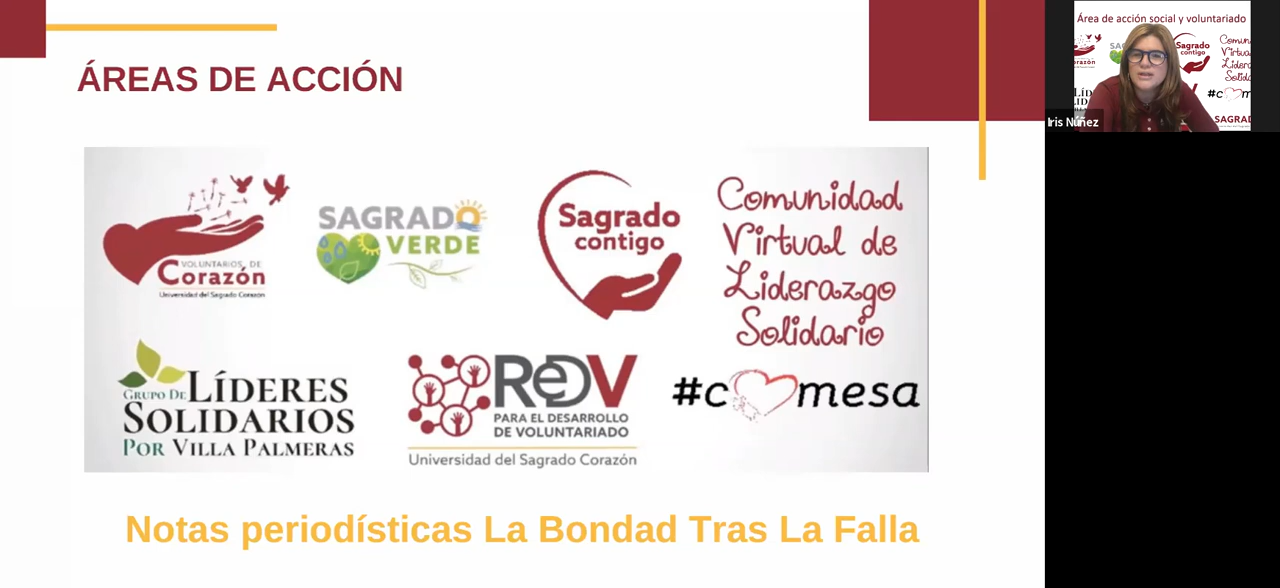 ÁREAS DE ACCIÓN
VOLUNTARIOS DE
Corazón
Universidad del Sagrado Corazón
SAGRADO
VERDE
Sagrado
contigo
Comunidad
Virtual de
Liderazgo
Solidario
GRUPO DE LÍDERES
SOLIDARIOS
POR VILLA PALMERAS
ReDV
PARA EL DESARROLLO
DE VOLUNTARIADO
Universidad del Sagrado Corazón
#c mesa
Notas periodísticas La Bondad Tras La Falla
Área de acción social y voluntariado
Sagrado
contigo
Iris Núñez